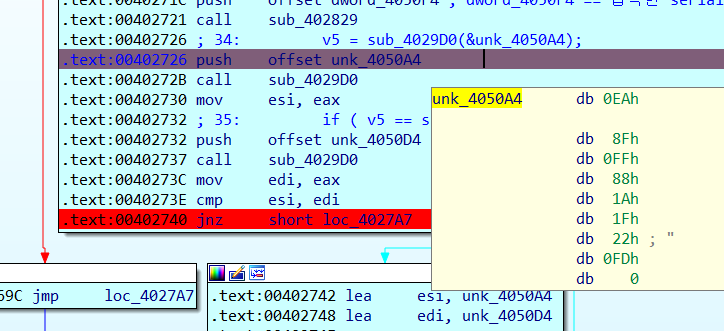 .text:0040271C push    offset dword_4050F4 ; dword_4050F4 == 입력한 serial
.text:00402721 call    sub_402829
.text:00402726 ; 34:      v5 = sub_4029D0(&unk_4050A4);
.text:00402726 push    offset unk_4050A4
.text:0040272B call    sub_4029D0
.text:00402730 mov     esi, eax
.text:00402732 ; 35:      if ( v5 == s
.text:00402732 push    offset unk_4050D4
.text:00402737 call    sub_4029D0
.text:0040273C mov     edi, eax
.text:0040273E cmp     esi, edi
.text:00402740 jnz     short loc_4027A7
unk_4050A4      db 0EAh
db  8Fh
db 0FFh
db  88h
db  1Ah
db  1Fh
db  22h ; "
db 0FDh
db    0
59C jmp     loc_4027A7
.text:00402742 lea     esi, unk_4050A4
.text:00402748 lea     edi, unk_4050D4